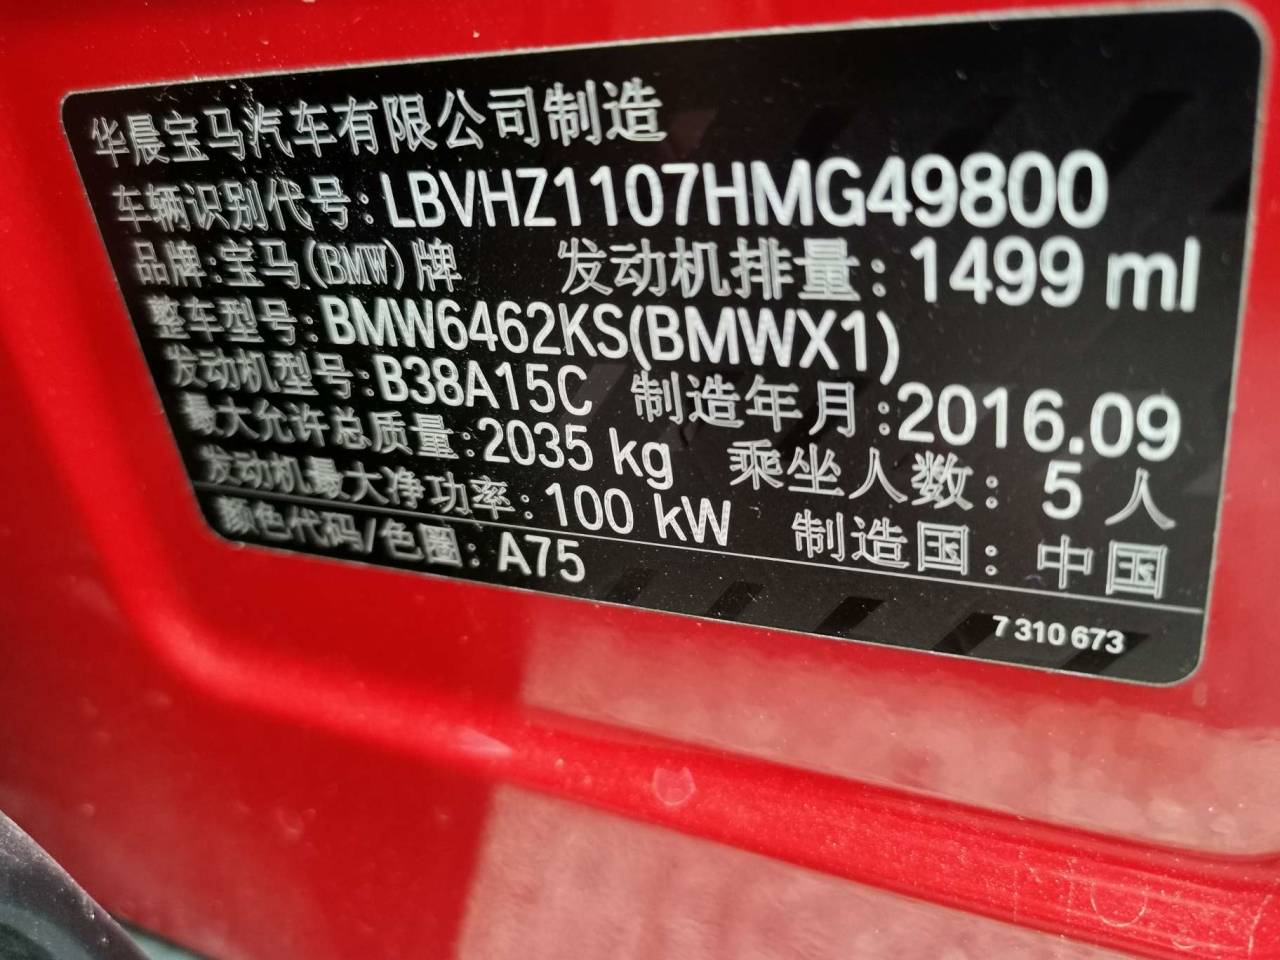 华晨宝马汽车有限公司制造
车辆识别代号: LBVHZ1107HMG49800
品牌: 宝马(BMW)牌 发动机排量: 1499 ml
整车型号: BMW6462KS(BMWX1)
发动机型号: B38A15C 制造年月: 2016.09
最大允许总质量: 2035 kg 乘坐人数: 5 人
发动机最大净功率: 100 kW 制造国: 中国
颜色代码/色圈: A75
7 310 673